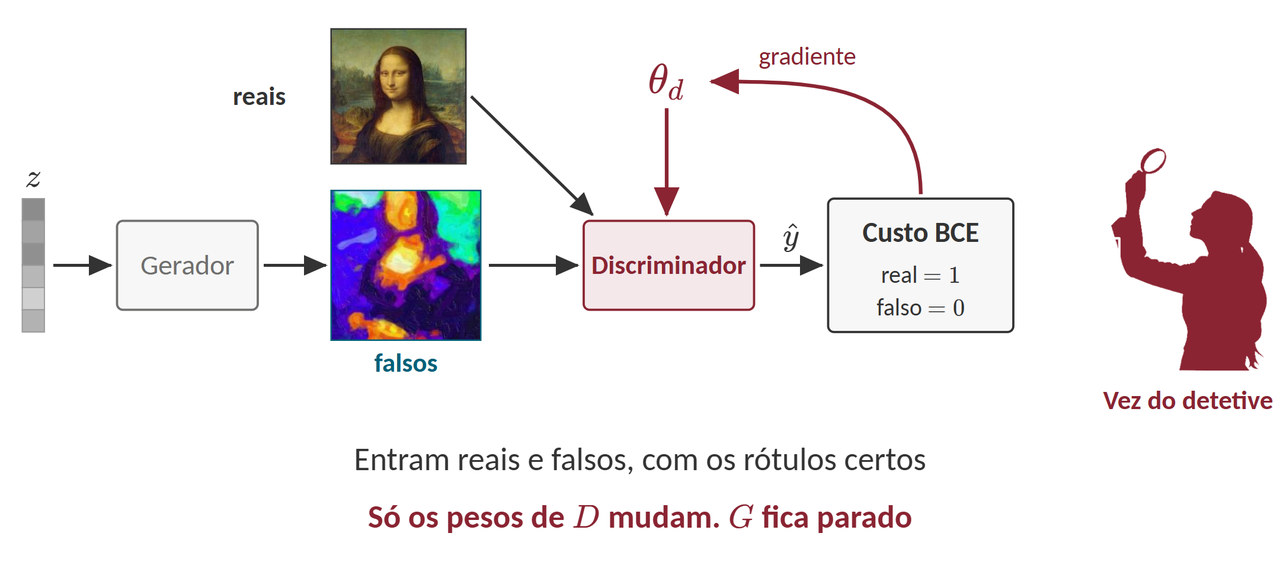 gradiente
reais
θ_d
z
Gerador
Discriminador
ŷ
Custo BCE
real = 1
falso = 0
falsos
Vez do detetive
Entram reais e falsos, com os rótulos certos
Só os pesos de D mudam. G fica parado